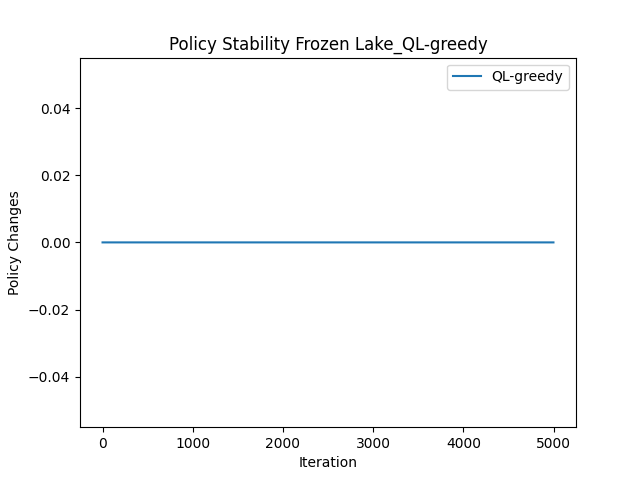 Policy Stability Frozen Lake_QL-greedy
QL-greedy
0.04
0.02
0.00
−0.02
−0.04
Policy Changes
0 1000 2000 3000 4000 5000
Iteration